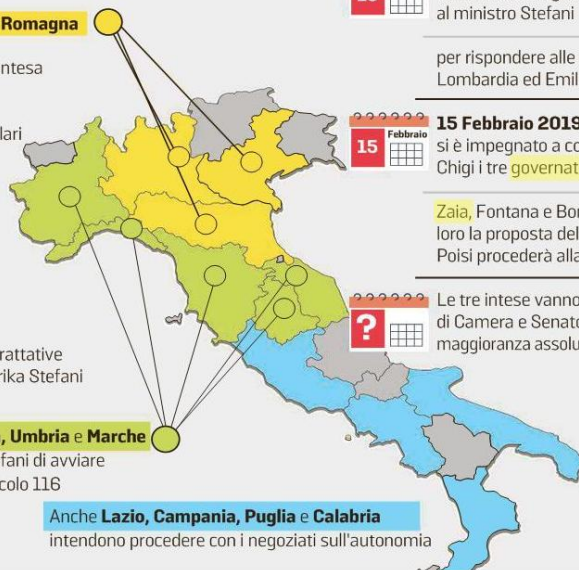 Romagna
ntesa
lari
al ministro Stefani
per rispondere alle
Lombardia ed Emil
15
Febbraio
15 Febbraio 2019
si è impegnato a co
Chigi i tre governat
Zaia, Fontana e Bon
loro la proposta del
Poisi procederà alla
?
Le tre intese vanno
di Camera e Senato
maggioranza assolu
rattative
rika Stefani
, Umbria e Marche
fani di avviare
colo 116
Anche Lazio, Campania, Puglia e Calabria
intendono procedere con i negoziati sull'autonomia